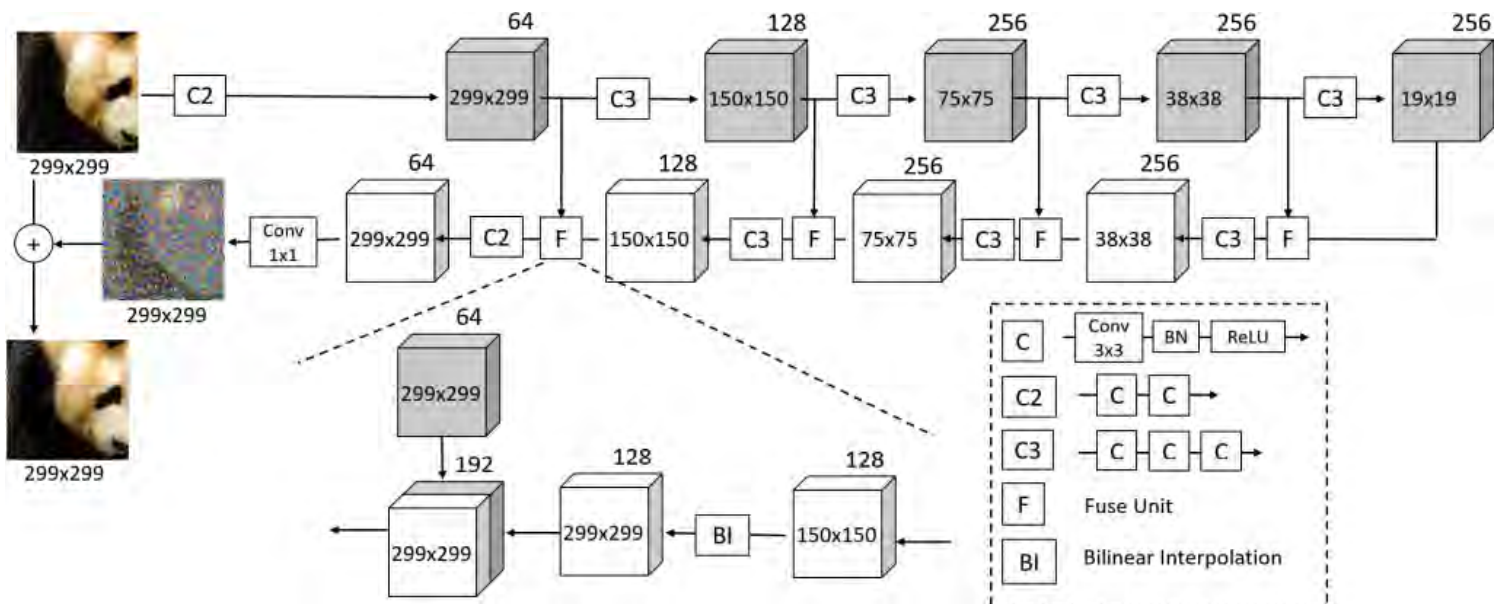 64
128
256
256
256
C2
299x299
C3
150x150
C3
75x75
C3
38x38
C3
19x19
299x299
64
128
256
256
+
299x299
Conv
1x1
299x299
C2
F
150x150
C3
F
75x75
C3
F
38x38
C3
F
64
299x299
299x299
192
128
128
299x299
299x299
BI
150x150
C
Conv
3x3
BN
ReLU
C2
C
C
C3
C
C
C
F
Fuse Unit
BI
Bilinear Interpolation